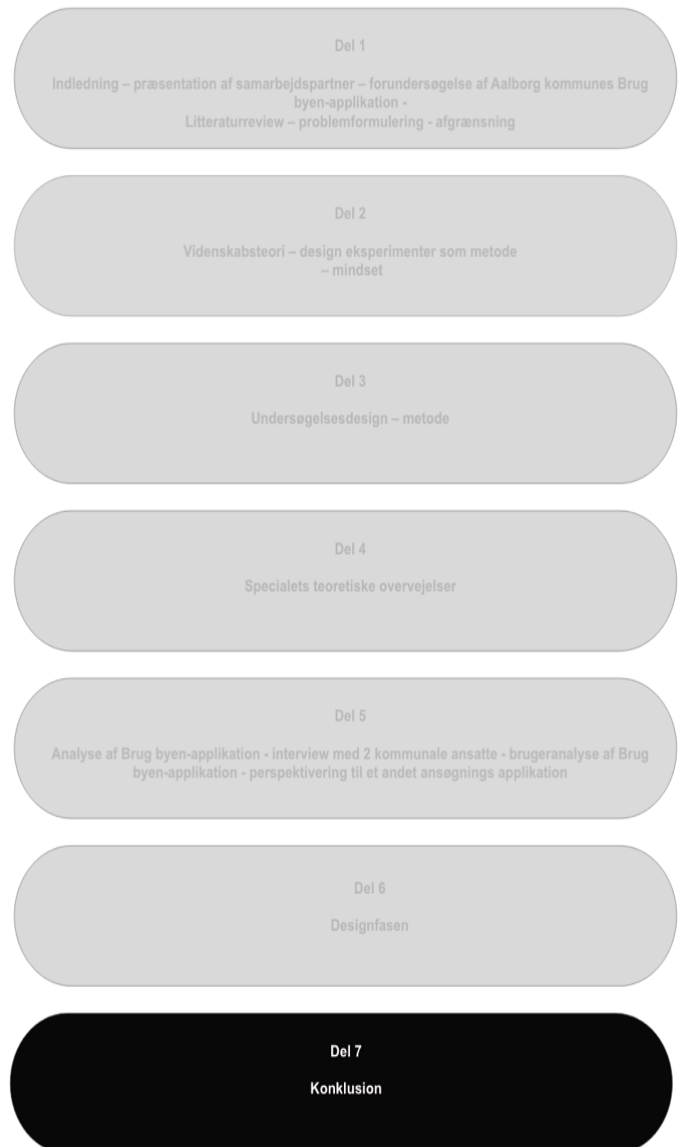 Del 1
Indledning – præsentation af samarbejdspartner – forundersøgelse af Aalborg kommunes Brug
byen-applikation -
Litteraturreview – problemformulering - afgrænsning
Del 2
Videnskabsteori – design eksperimenter som metode
– mindset
Del 3
Undersøgelsesdesign – metode
Del 4
Specialets teoretiske overvejelser
Del 5
Analyse af Brug byen-applikation - interview med 2 kommunale ansatte - brugeranalyse af Brug
byen-applikation - perspektivering til et andet ansøgnings applikation
Del 6
Designfasen
Del 7
Konklusion